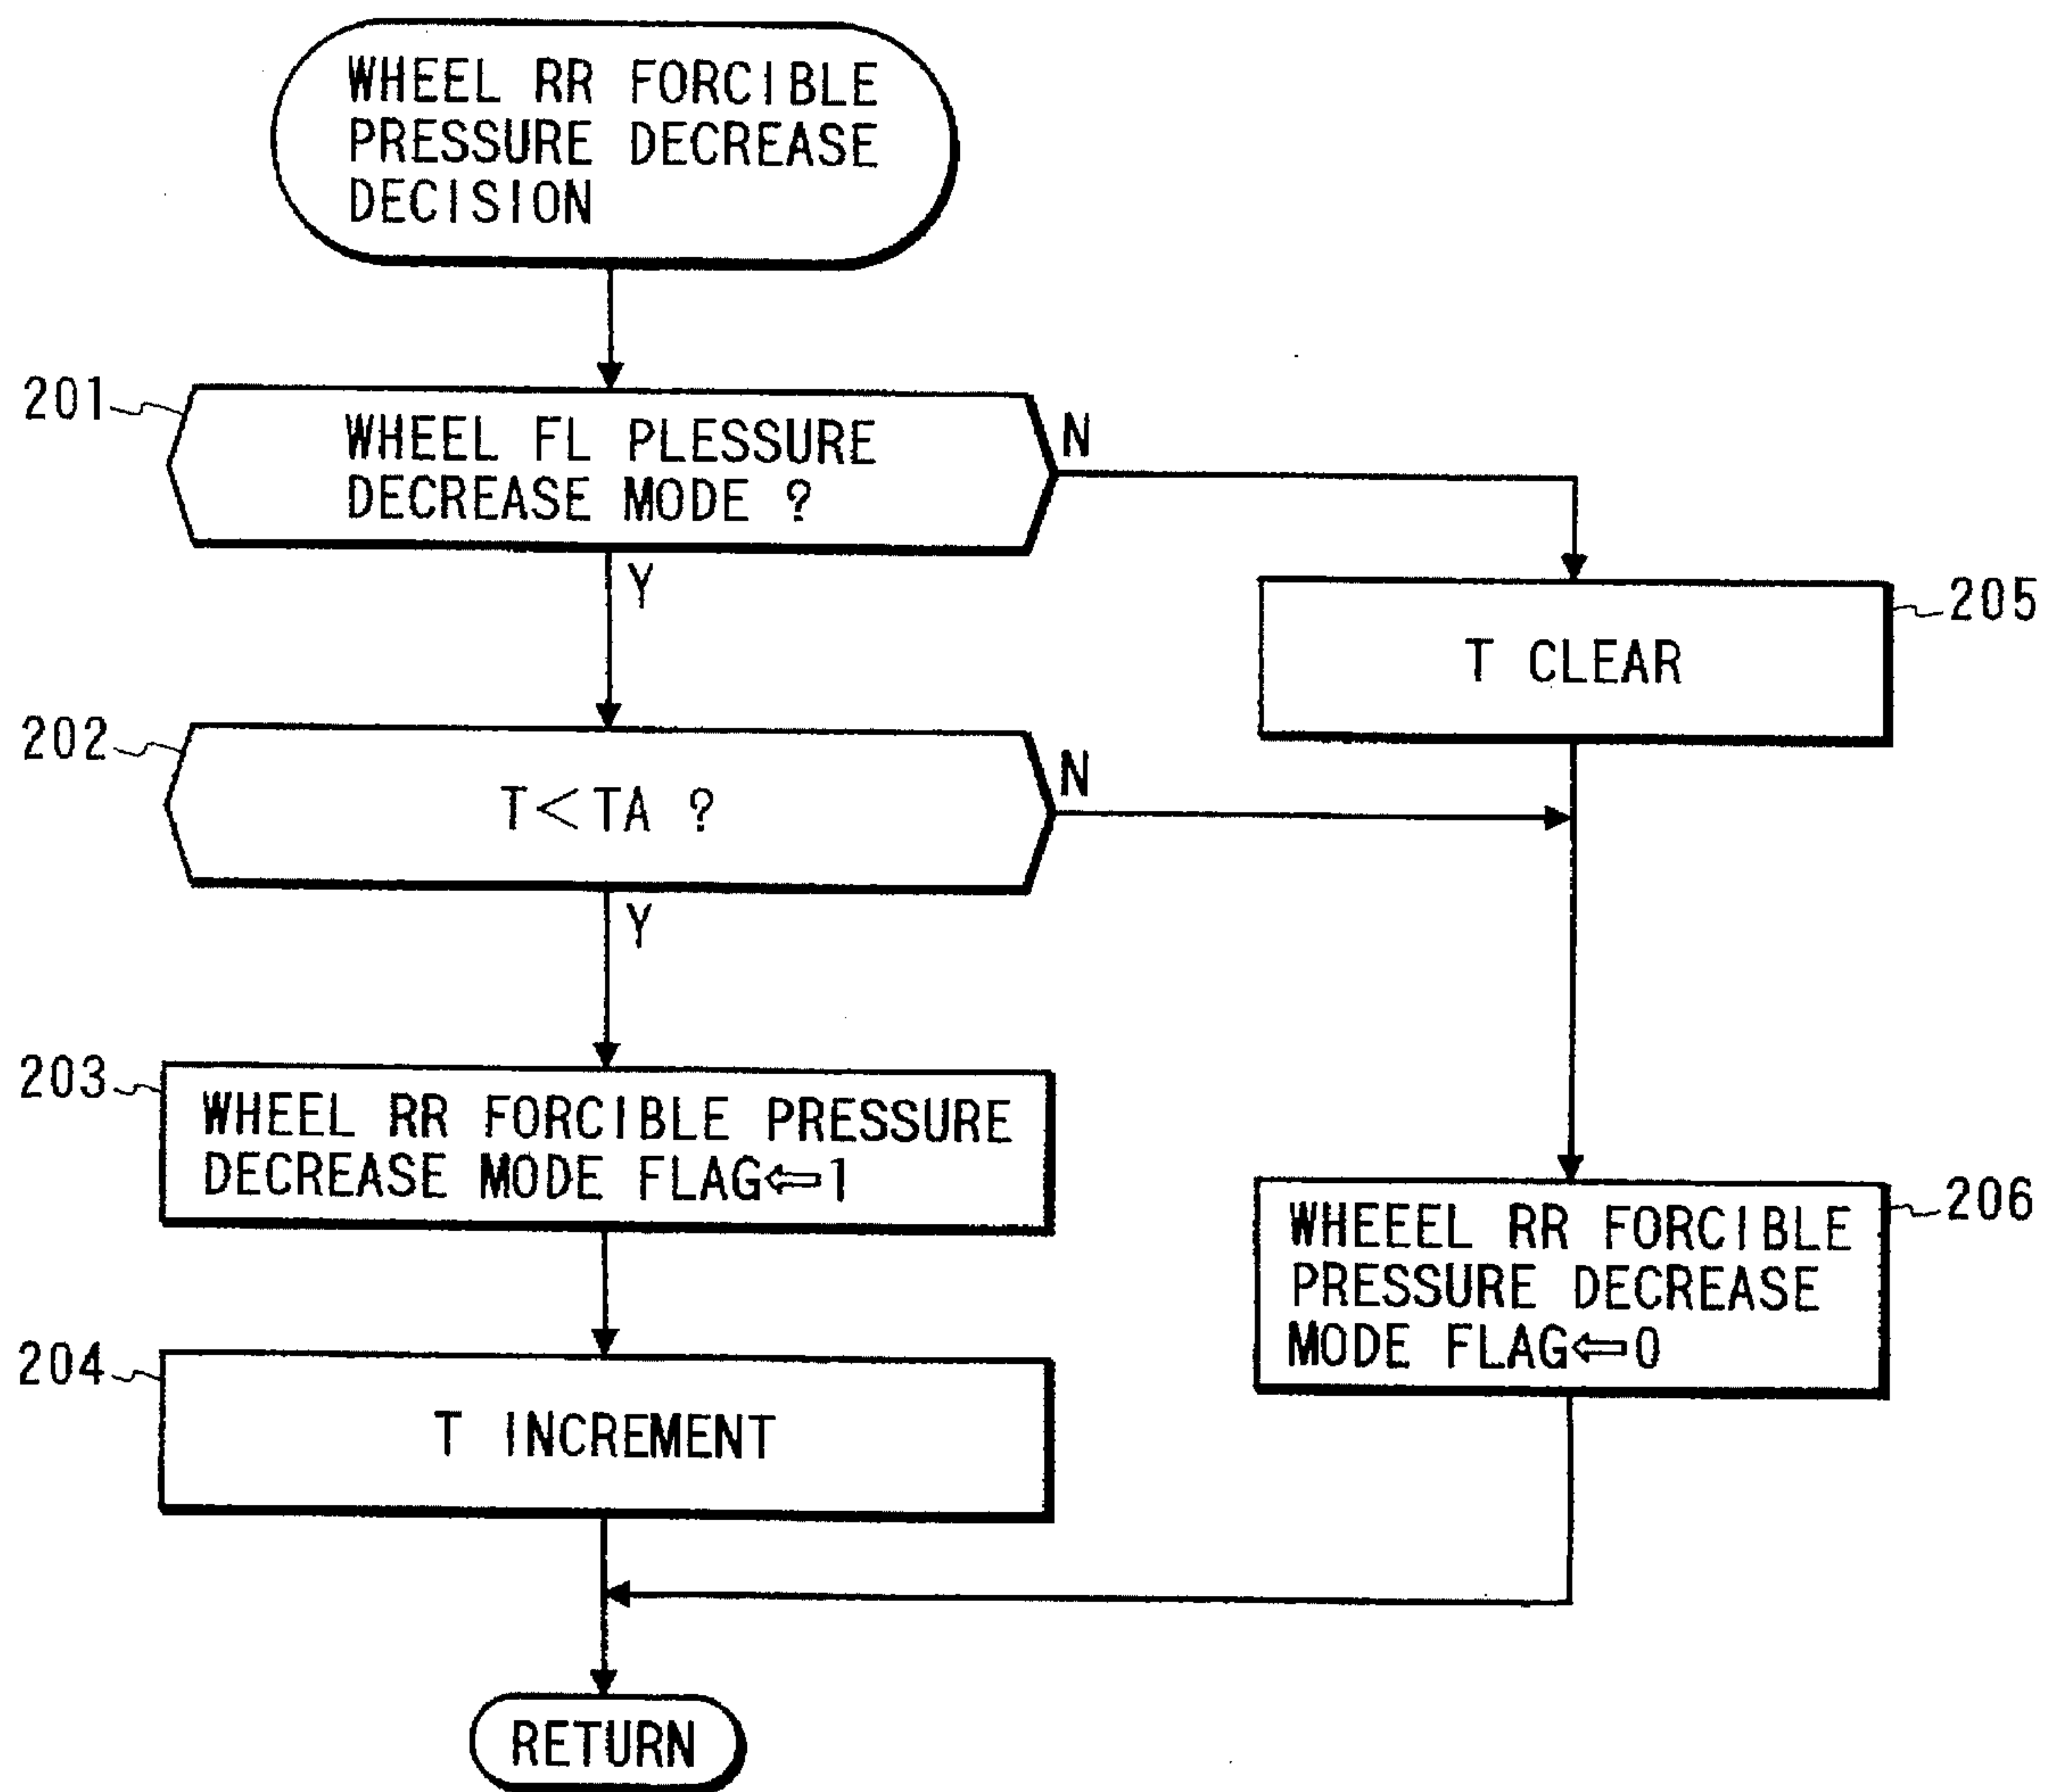 WHEEL RR FORCIBLE
PRESSURE DECREASE
DECISION
201
WHEEL FL PLESSURE
DECREASE MODE ?
N
Y
205
T CLEAR
202
T<TA ?
N
Y
203
WHEEL RR FORCIBLE PRESSURE
DECREASE MODE FLAG⇐1
206
WHEEEL RR FORCIBLE
PRESSURE DECREASE
MODE FLAG⇐0
204
T INCREMENT
RETURN